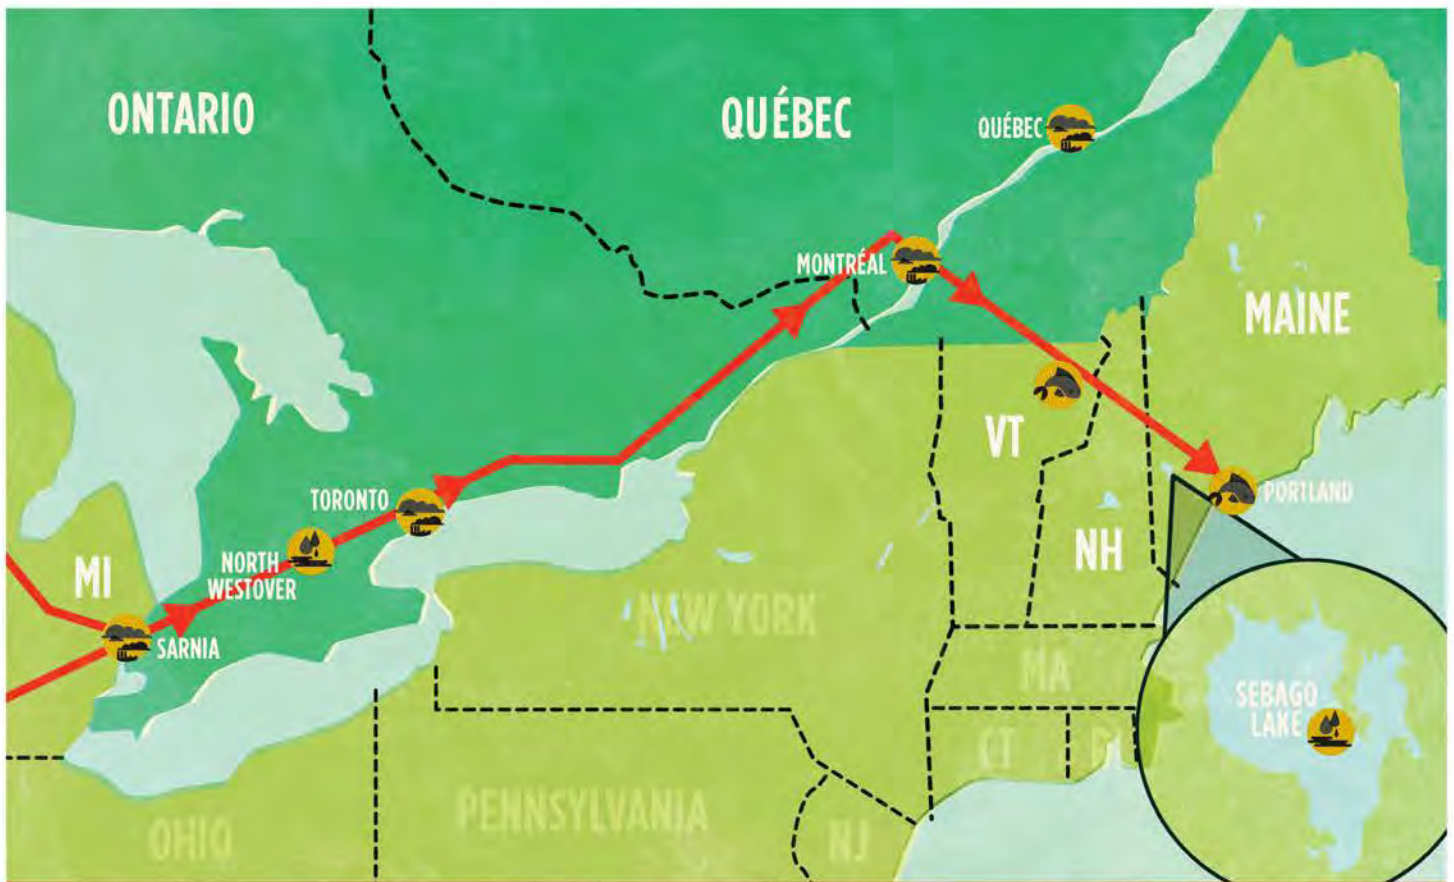 ONTARIO
QUÉBEC
QUÉBEC
MONTRÉAL
MAINE
VT
TORONTO
PORTLAND
NORTH
WESTOVER
MI
NH
NEW YORK
SARNIA
MA
SEBAGO
LAKE
CT
PENNSYLVANIA
OHIO
NJ